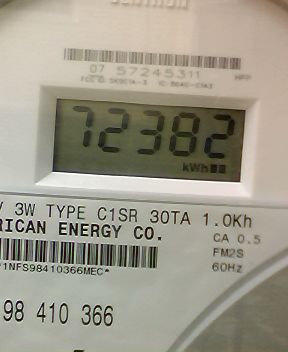 07 57245311
72382
kWh
V 3W TYPE C1SR 30TA 1.0Kh
RICAN ENERGY CO.
CA 0.5
FM2S
60Hz
1NFS98410366MEC*
98 410 366